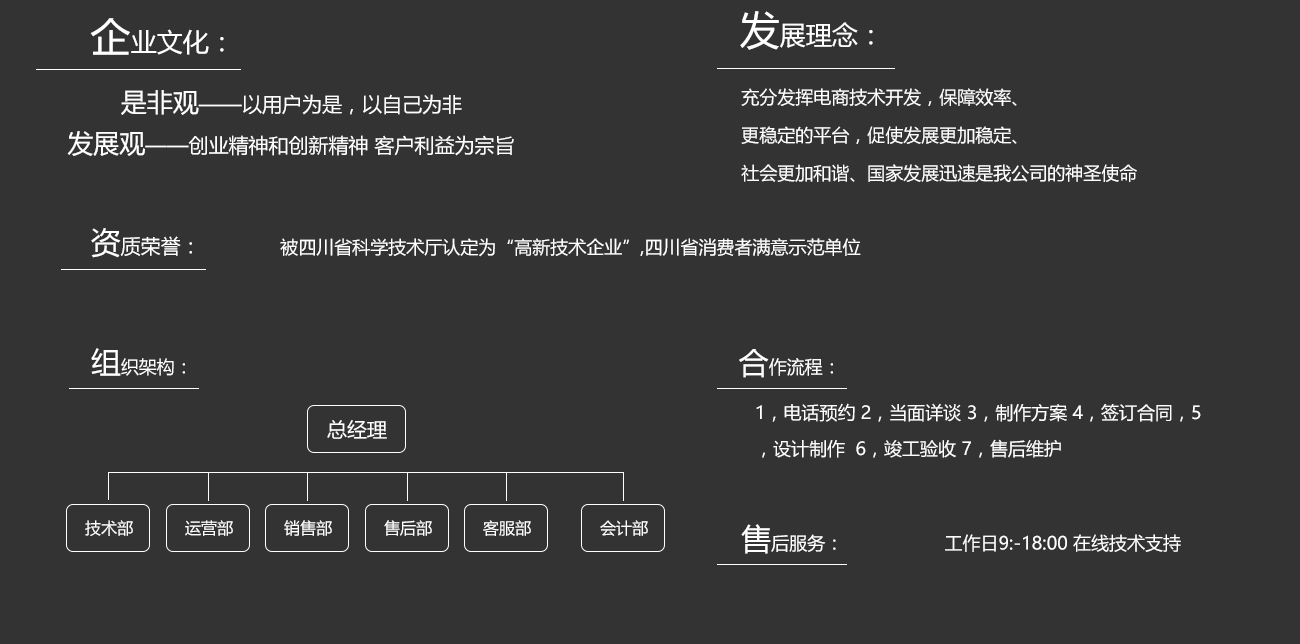 企业文化：
是非观——以用户为是，以自己为非
发展观——创业精神和创新精神 客户利益为宗旨
发展理念：
充分发挥电商技术开发，保障效率、
更稳定的平台，促使发展更加稳定、
社会更加和谐、国家发展迅速是我公司的神圣使命
资质荣誉：
被四川省科学技术厅认定为“高新技术企业”,四川省消费者满意示范单位
组织架构：
总经理
技术部
运营部
销售部
售后部
客服部
会计部
合作流程：
1，电话预约 2，当面详谈 3，制作方案 4，签订合同，5
，设计制作 6，竣工验收 7，售后维护
售后服务：
工作日9:-18:00 在线技术支持